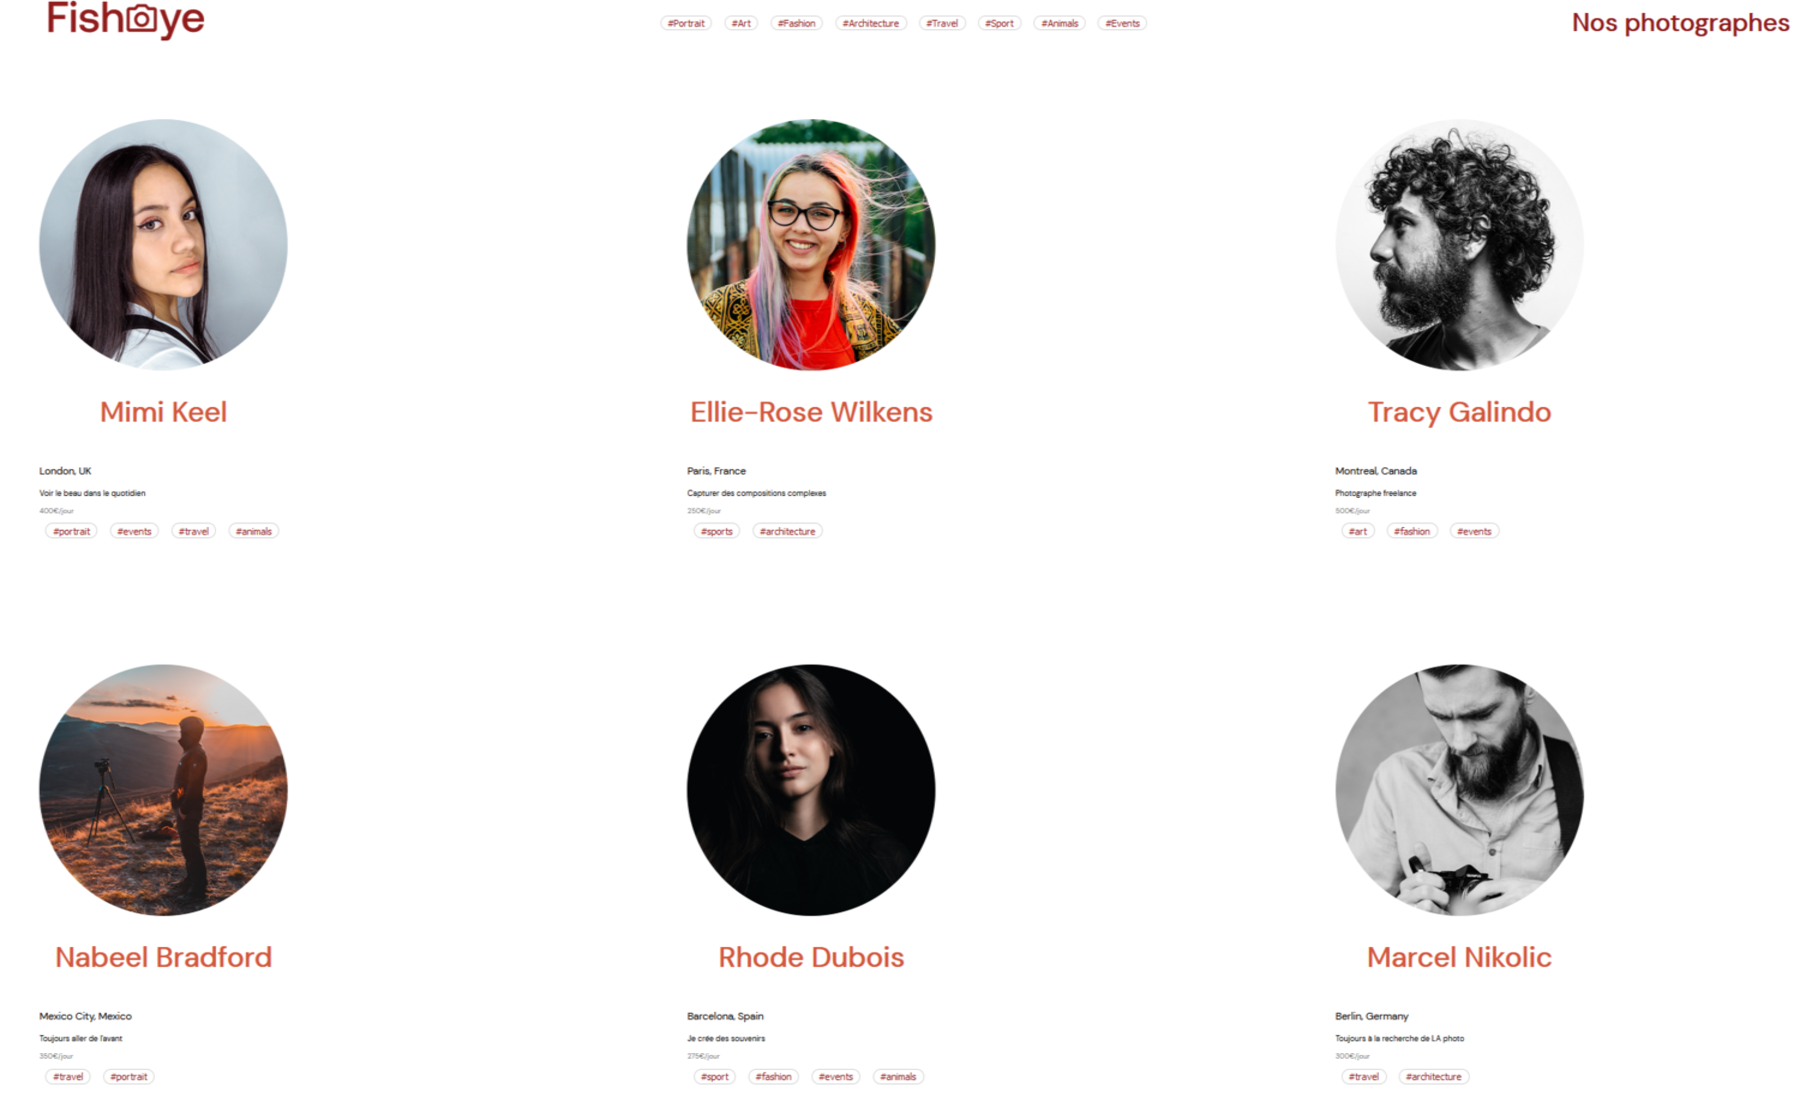 Fisheye
#Portrait #Art #Fashion #Architecture #Travel #Sport #Animals #Events
Nos photographes
Mimi Keel
London, UK
Voir le beau dans le quotidien
400€/jour
#portrait #events #travel #animals
Ellie-Rose Wilkens
Paris, France
Capturer des compositions complexes
250€/jour
#sports #architecture
Tracy Galindo
Montreal, Canada
Photographe freelance
500€/jour
#art #fashion #events
Nabeel Bradford
Mexico City, Mexico
Toujours aller de l'avant
350€/jour
#travel #portrait
Rhode Dubois
Barcelona, Spain
Je crée des souvenirs
275€/jour
#sport #fashion #events #animals
Marcel Nikolic
Berlin, Germany
Toujours à la recherche de LA photo
300€/jour
#travel #architecture